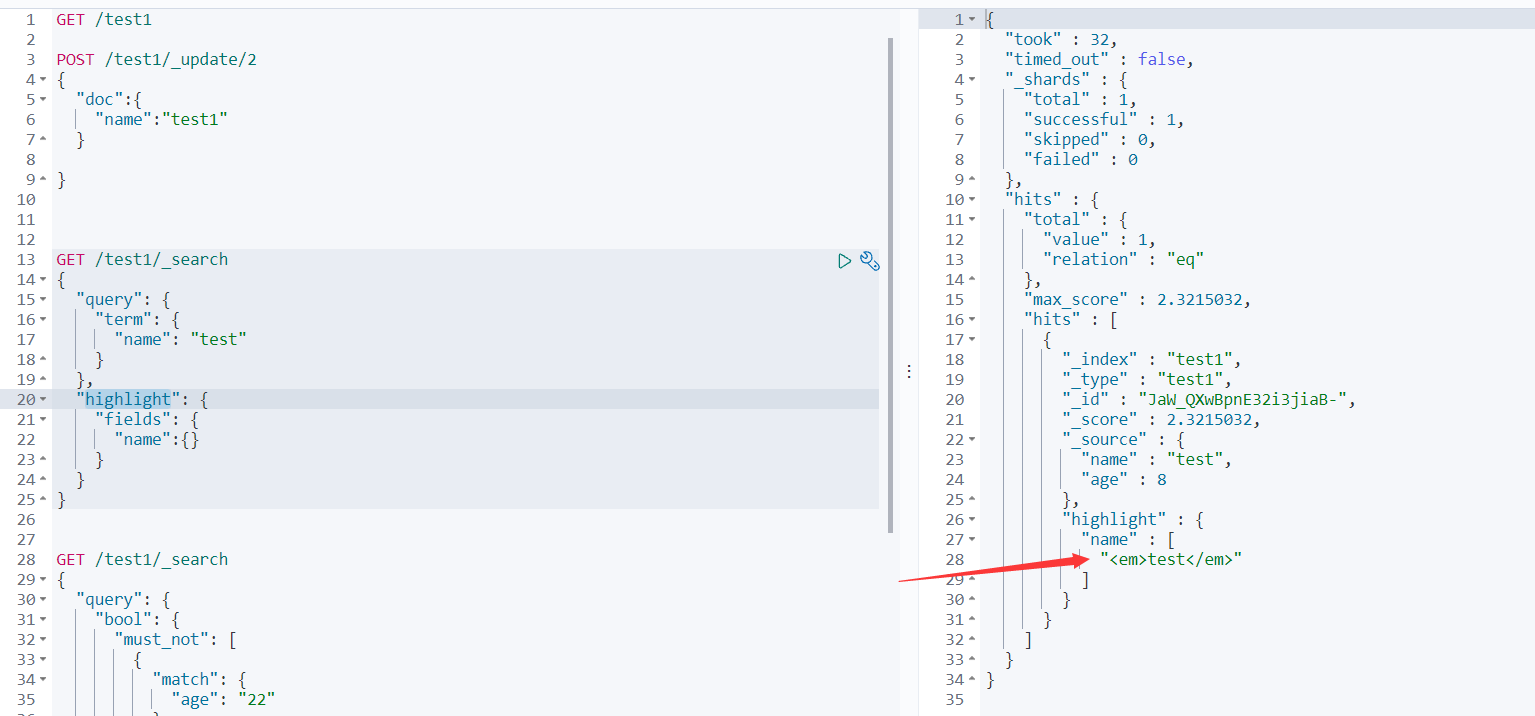 1 GET /test1
2
3 POST /test1/_update/2
4 {
5 "doc":{
6 "name":"test1"
7 }
8
9 }
10
11
12
13 GET /test1/_search
14 {
15 "query": {
16 "term": {
17 "name": "test"
18 }
19 },
20 "highlight": {
21 "fields": {
22 "name":{}
23 }
24 }
25 }
26
27
28 GET /test1/_search
29 {
30 "query": {
31 "bool": {
32 "must_not": [
33 {
34 "match": {
35 "age": "22"
1 {
2 "took" : 32,
3 "timed_out" : false,
4 "_shards" : {
5 "total" : 1,
6 "successful" : 1,
7 "skipped" : 0,
8 "failed" : 0
9 },
10 "hits" : {
11 "total" : {
12 "value" : 1,
13 "relation" : "eq"
14 },
15 "max_score" : 2.3215032,
16 "hits" : [
17 {
18 "_index" : "test1",
19 "_type" : "test1",
20 "_id" : "JaW_QXwBpnE32i3jiaB-",
21 "_score" : 2.3215032,
22 "_source" : {
23 "name" : "test",
24 "age" : 8
25 },
26 "highlight" : {
27 "name" : [
28 "<em>test</em>"
29 ]
30 }
31 }
32 ]
33 }
34 }
35